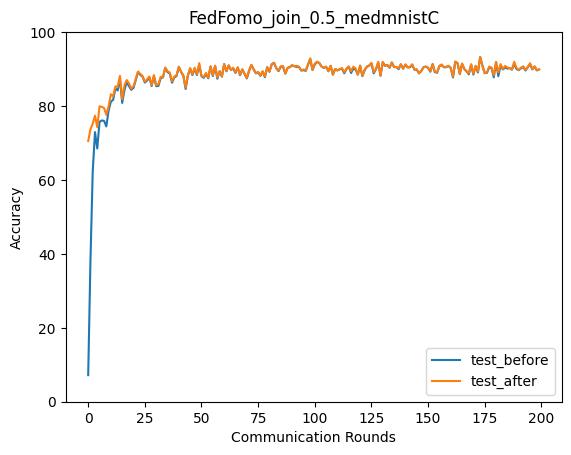 FedFomo_join_0.5_medmnistC
100
80
60
40
20
0
Accuracy
0 25 50 75 100 125 150 175 200
Communication Rounds
test_before
test_after